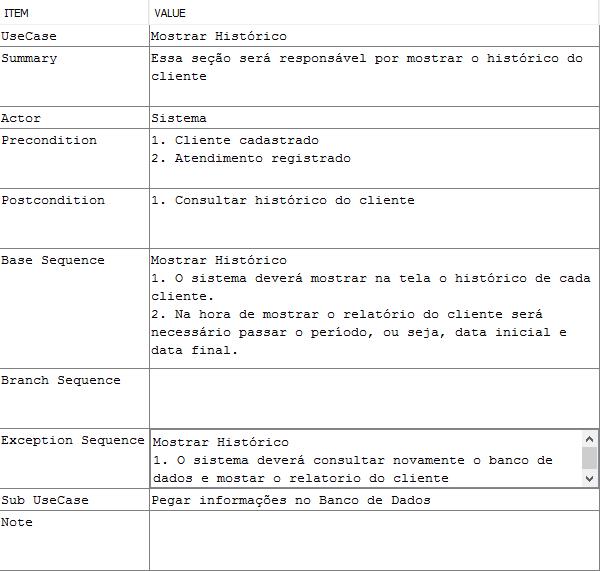 ITEM VALUE
UseCase Mostrar Histórico
Summary Essa seção será responsável por mostrar o histórico do
cliente
Actor Sistema
Precondition 1. Cliente cadastrado
2. Atendimento registrado
Postcondition 1. Consultar histórico do cliente
Base Sequence Mostrar Histórico
1. O sistema deverá mostrar na tela o histórico de cada
cliente.
2. Na hora de mostrar o relatório do cliente será
necessário passar o período, ou seja, data inicial e
data final.
Branch Sequence
Exception Sequence Mostrar Histórico
1. O sistema deverá consultar novamente o banco de
dados e mostar o relatorio do cliente
Sub UseCase Pegar informações no Banco de Dados
Note